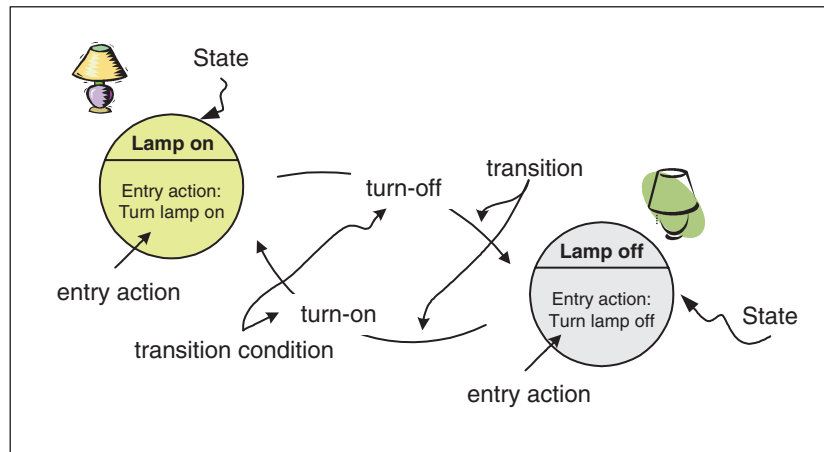 State
Lamp on
Entry action:
Turn lamp on
entry action
turn-off
transition
turn-on
transition condition
Lamp off
Entry action:
Turn lamp off
State
entry action